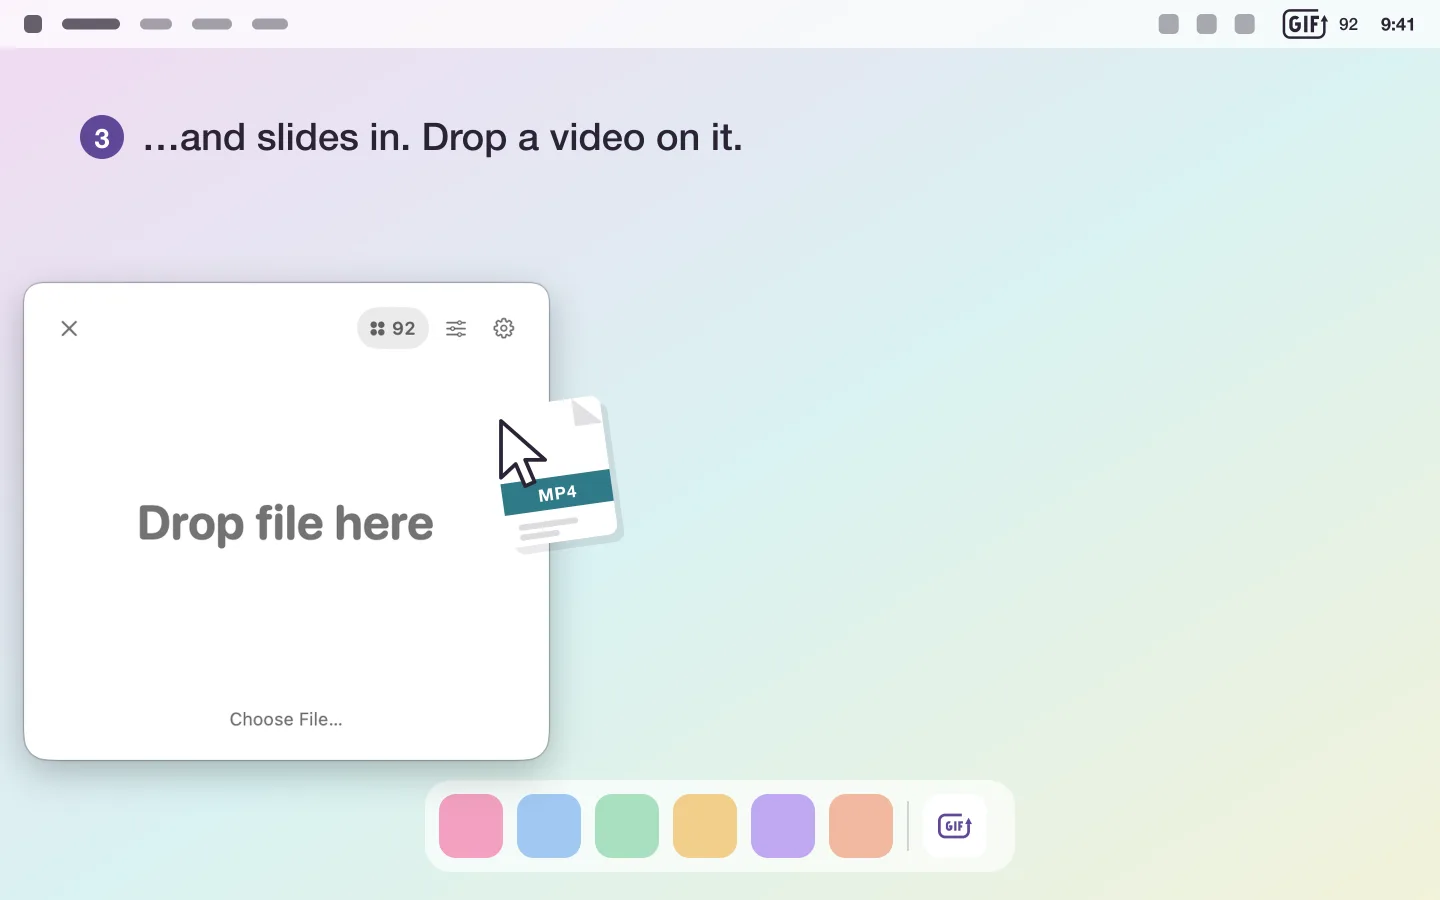 GIF 92 9:41
3 …and slides in. Drop a video on it.
92
MP4
Drop file here
Choose File...
GIF